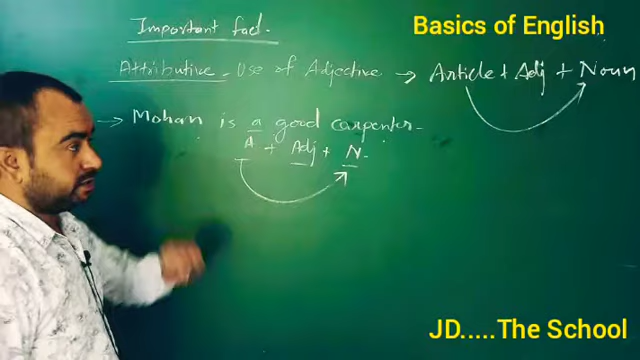 Important fact.
Basics of English
Attributive - Use of Adjective → Article + Adj + Noun
→ Mohan is a good carpenter.
A + Adj + N.
JD.....The School